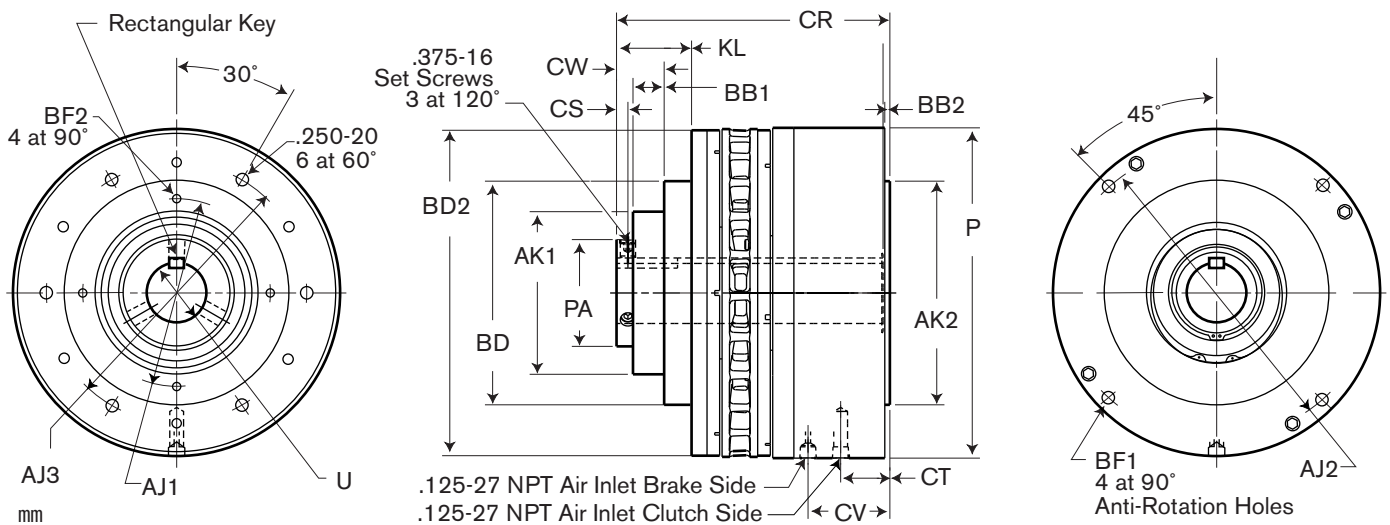 Rectangular Key
30°
BF2
4 at 90°
.250-20
6 at 60°
AJ3
AJ1
U
mm
CR
KL
.375-16
Set Screws
3 at 120°
CW
CS
BB1
BB2
BD2
BD
AK1
PA
P
AK2
.125-27 NPT Air Inlet Brake Side
.125-27 NPT Air Inlet Clutch Side
CT
CV
45°
BF1
4 at 90°
Anti-Rotation Holes
AJ2